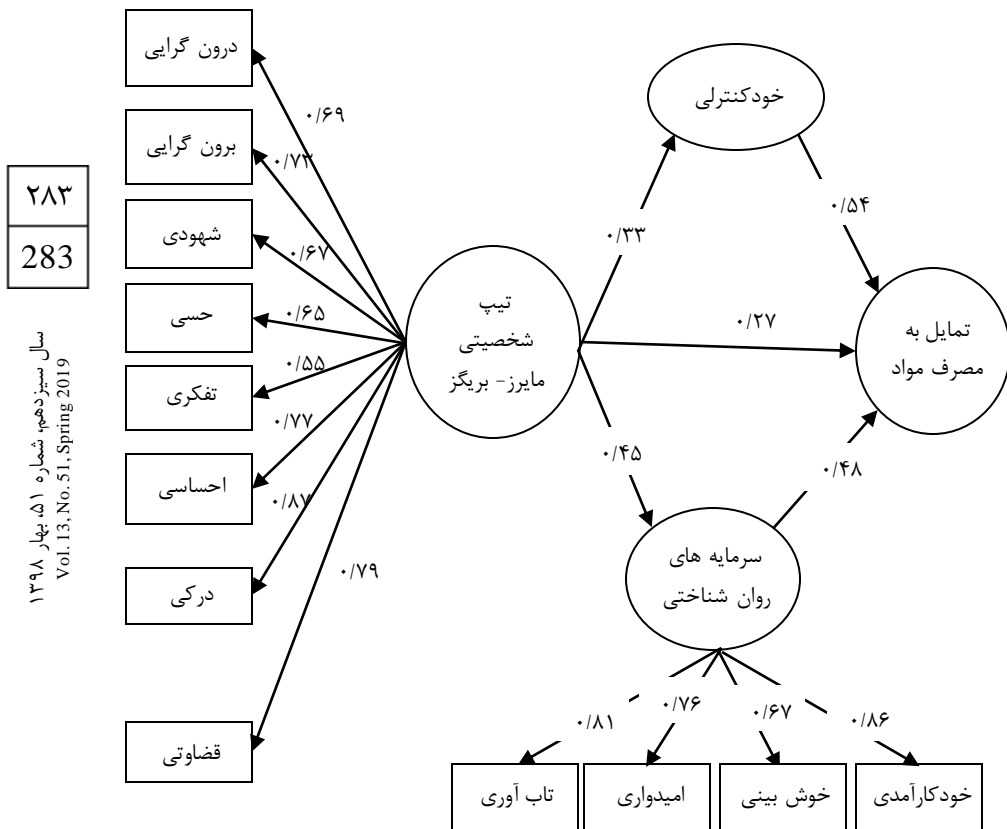 درون گرایی
برون گرایی
شهودی
حسی
تفکری
احساسی
درکی
قضاوتی
۰/۶۹
۰/۷۳
۰/۶۷
۰/۶۵
۰/۵۵
۰/۷۷
۰/۸۷
۰/۷۹
تیپ
شخصیتی
مایرز- بریگز
خودکنترلی
۰/۳۳
۰/۵۴
۰/۲۷
تمایل به
مصرف مواد
۰/۴۵
۰/۴۸
سرمایه های
روان شناختی
۰/۸۱
۰/۷۶
۰/۶۷
۰/۸۶
تاب آوری
امیدواری
خوش بینی
خودکارآمدی
۲۸۳
283
سال سیزدهم، شماره ۵۱، بهار ۱۳۹۸
Vol. 13, No. 51, Spring 2019